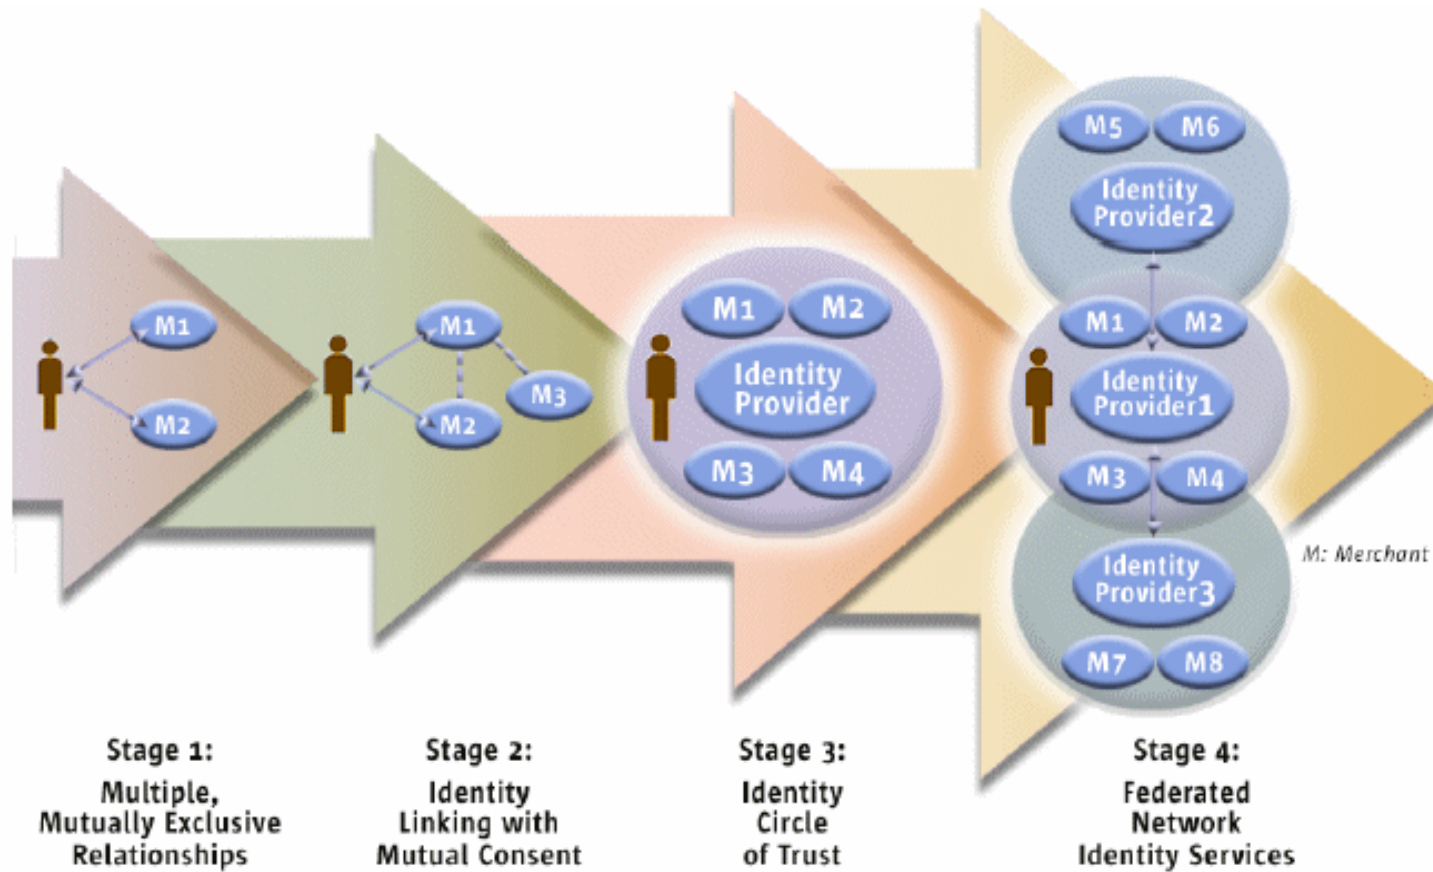 M1
M2
M1
M2
M3
M1
M2
Identity
Provider
M3
M4
M5
M6
Identity
Provider2
M1
M2
Identity
Provider1
M3
M4
Identity
Provider3
M7
M8
M: Merchant
Stage 1:
Multiple,
Mutually Exclusive
Relationships
Stage 2:
Identity
Linking with
Mutual Consent
Stage 3:
Identity
Circle
of Trust
Stage 4:
Federated
Network
Identity Services